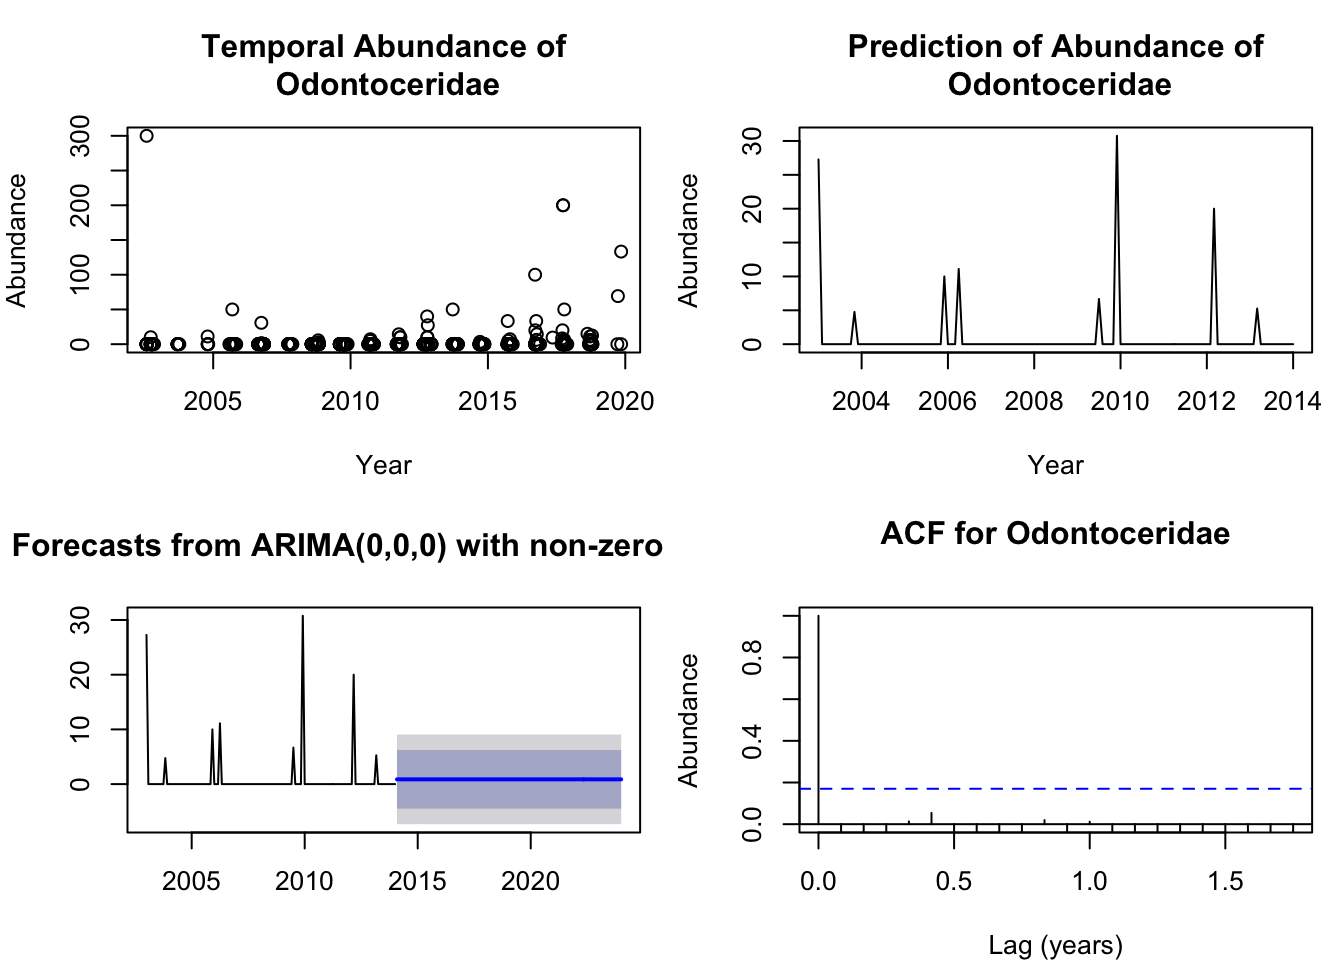 Temporal Abundance of
Odontoceridae
Abundance
0
100
200
300
2005
2010
2015
2020
Year
Prediction of Abundance of
Odontoceridae
Abundance
0
10
20
30
2004
2006
2008
2010
2012
2014
Year
Forecasts from ARIMA(0,0,0) with non-zero
0
10
20
30
2005
2010
2015
2020
ACF for Odontoceridae
Abundance
0.0
0.4
0.8
0.0
0.5
1.0
1.5
Lag (years)